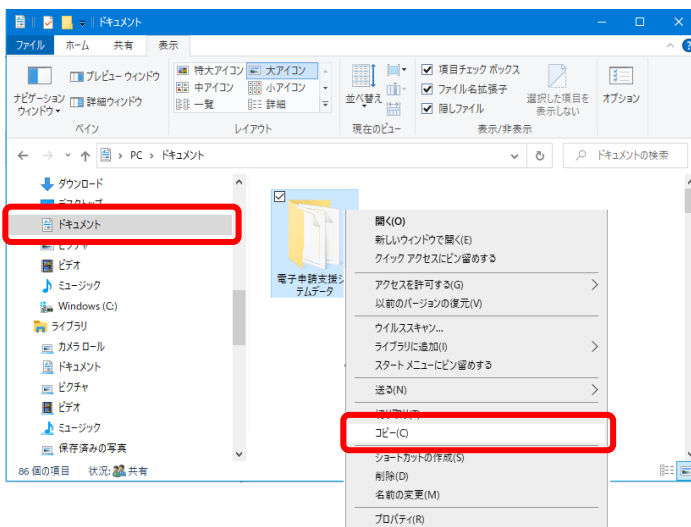 ドキュメント
ファイル ホーム 共有 表示
プレビュー ウィンドウ
ナビゲーション ウィンドウ
詳細ウィンドウ
特大アイコン 大アイコン
中アイコン 小アイコン
一覧 詳細
並べ替え
項目チェック ボックス
ファイル名拡張子
隠しファイル
選択した項目を
表示しない
オプション
ペイン レイアウト 現在のビュー 表示/非表示
PC ドキュメント
ドキュメントの検索
ダウンロード
デスクトップ
ドキュメント
ピクチャ
ビデオ
ミュージック
Windows (C:)
ライブラリ
カメラ ロール
ドキュメント
ピクチャ
ビデオ
ミュージック
保存済みの写真
電子申請支援シ
テムデータ
開く(O)
新しいウィンドウで開く(E)
クイック アクセスにピン留めする
アクセスを許可する(G)
以前のバージョンの復元(V)
ウイルススキャン...
ライブラリに追加(I)
スタート メニューにピン留めする
送る(N)
切り取り(T)
コピー(C)
ショートカットの作成(S)
削除(D)
名前の変更(M)
プロパティ(R)
86 個の項目 状況: 共有